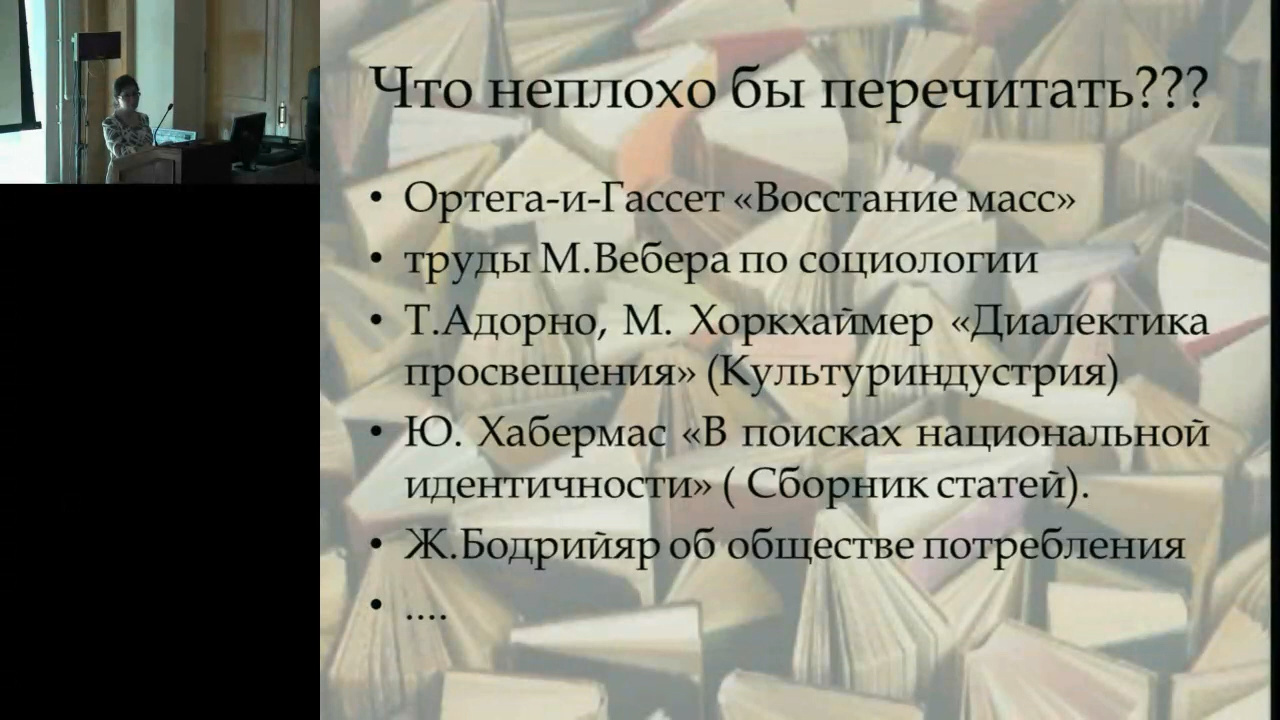 Что неплохо бы перечитать???
• Ортега-и-Гассет «Восстание масс»
• труды М.Вебера по социологии
• Т.Адорно, М. Хоркхаймер «Диалектика
просвещения» (Культуриндустрия)
• Ю. Хабермас «В поисках национальной
идентичности» ( Сборник статей).
• Ж.Бодрийяр об обществе потребления
• ....